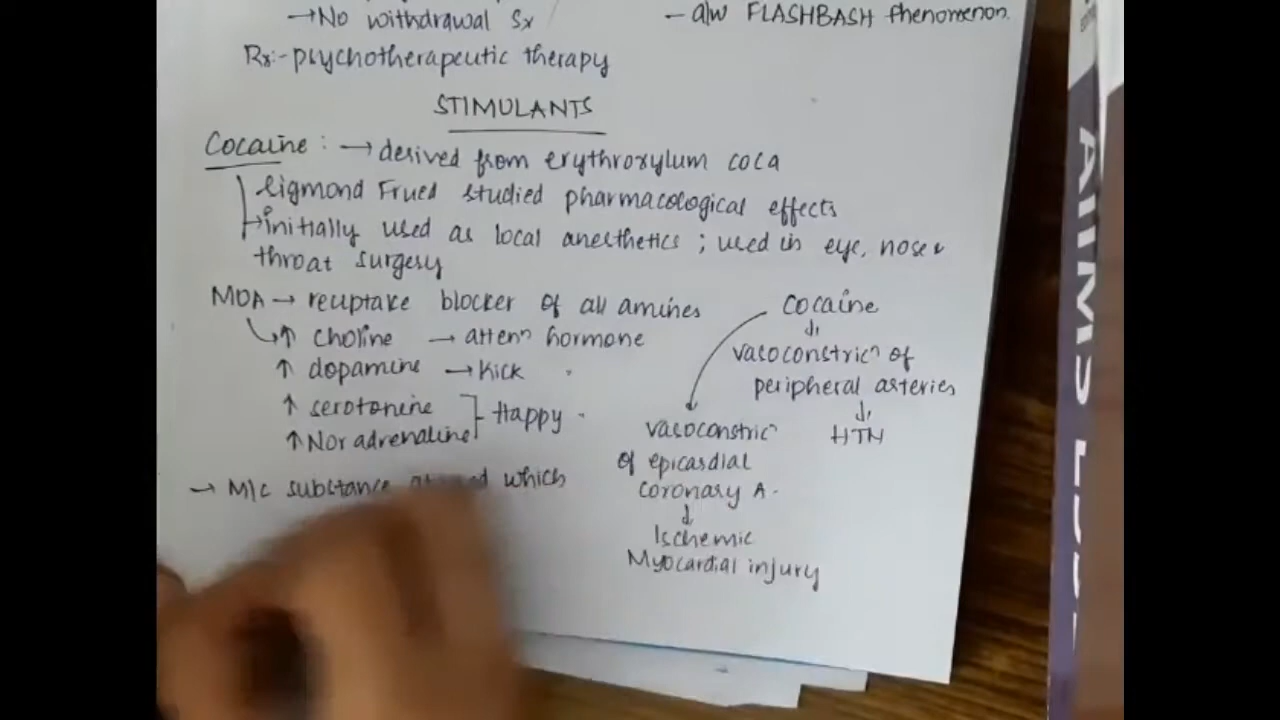 →No withdrawal Sx
- a/w FLASHBASH phenomenon.
Rx:- psychotherapeutic therapy
STIMULANTS
Cocaine : → derived from erythroxylum coca
Sigmond Frued studied pharmacological effects
→initially used as local anesthetics ; used in eye, nose &
throat surgery
MOA → reuptake blocker of all amines
↑ choline → attenⁿ hormone
↑ dopamine → Kick
↑ serotonine
↑ Nor adrenaline
Happy
→ M/c substance which
Cocaine
↓
vasoconstricⁿ of
peripheral arteries
↓
HTN
vasoconstricⁿ
of epicardial
coronary A.
↓
Ischemic
Myocardial injury
AIIMS